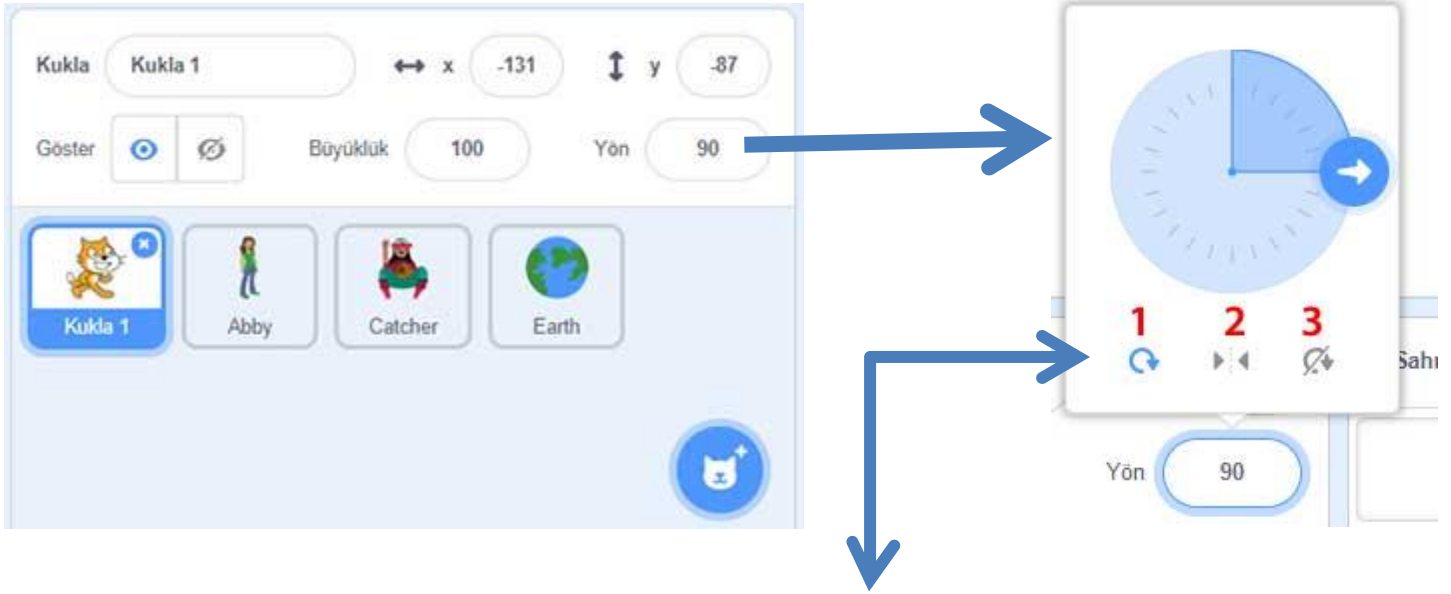 Kukla Kukla 1 x -131 y -87
Göster Büyüklük 100 Yön 90
Kukla 1 Abby Catcher Earth
1 2 3
Yön 90